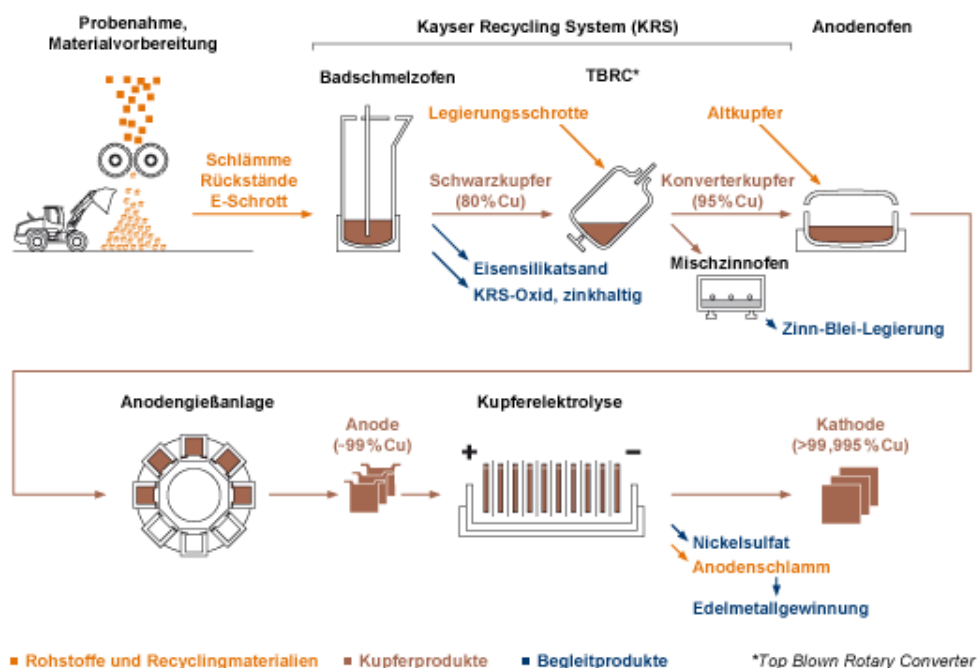 Probenahme,
Materialvorbereitung
Kayser Recycling System (KRS)
Anodenofen
Badschmelzofen
TBRC*
Legierungsschrotte
Altkupfer
Schlämme
Rückstände
E-Schrott
Schwarzkupfer
(80% Cu)
Konverterkupfer
(95% Cu)
Eisensilikatsand
KRS-Oxid, zinkhaltig
Mischzinnofen
Zinn-Blei-Legierung
Anodengießanlage
Kupferelektrolyse
Anode
(~99% Cu)
Kathode
(>99,995% Cu)
+ −
Nickelsulfat
Anodenschlamm
Edelmetallgewinnung
Rohstoffe und Recyclingmaterialien
Kupferprodukte
Begleitprodukte
*Top Blown Rotary Converter